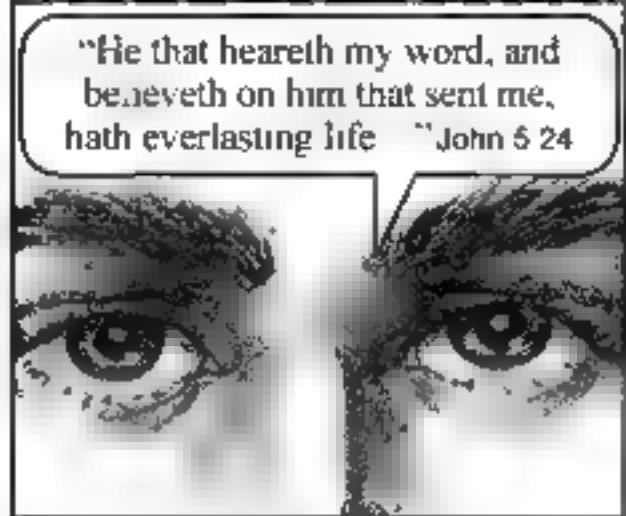 "He that heareth my word, and
believeth on him that sent me,
hath everlasting life "John 5 24